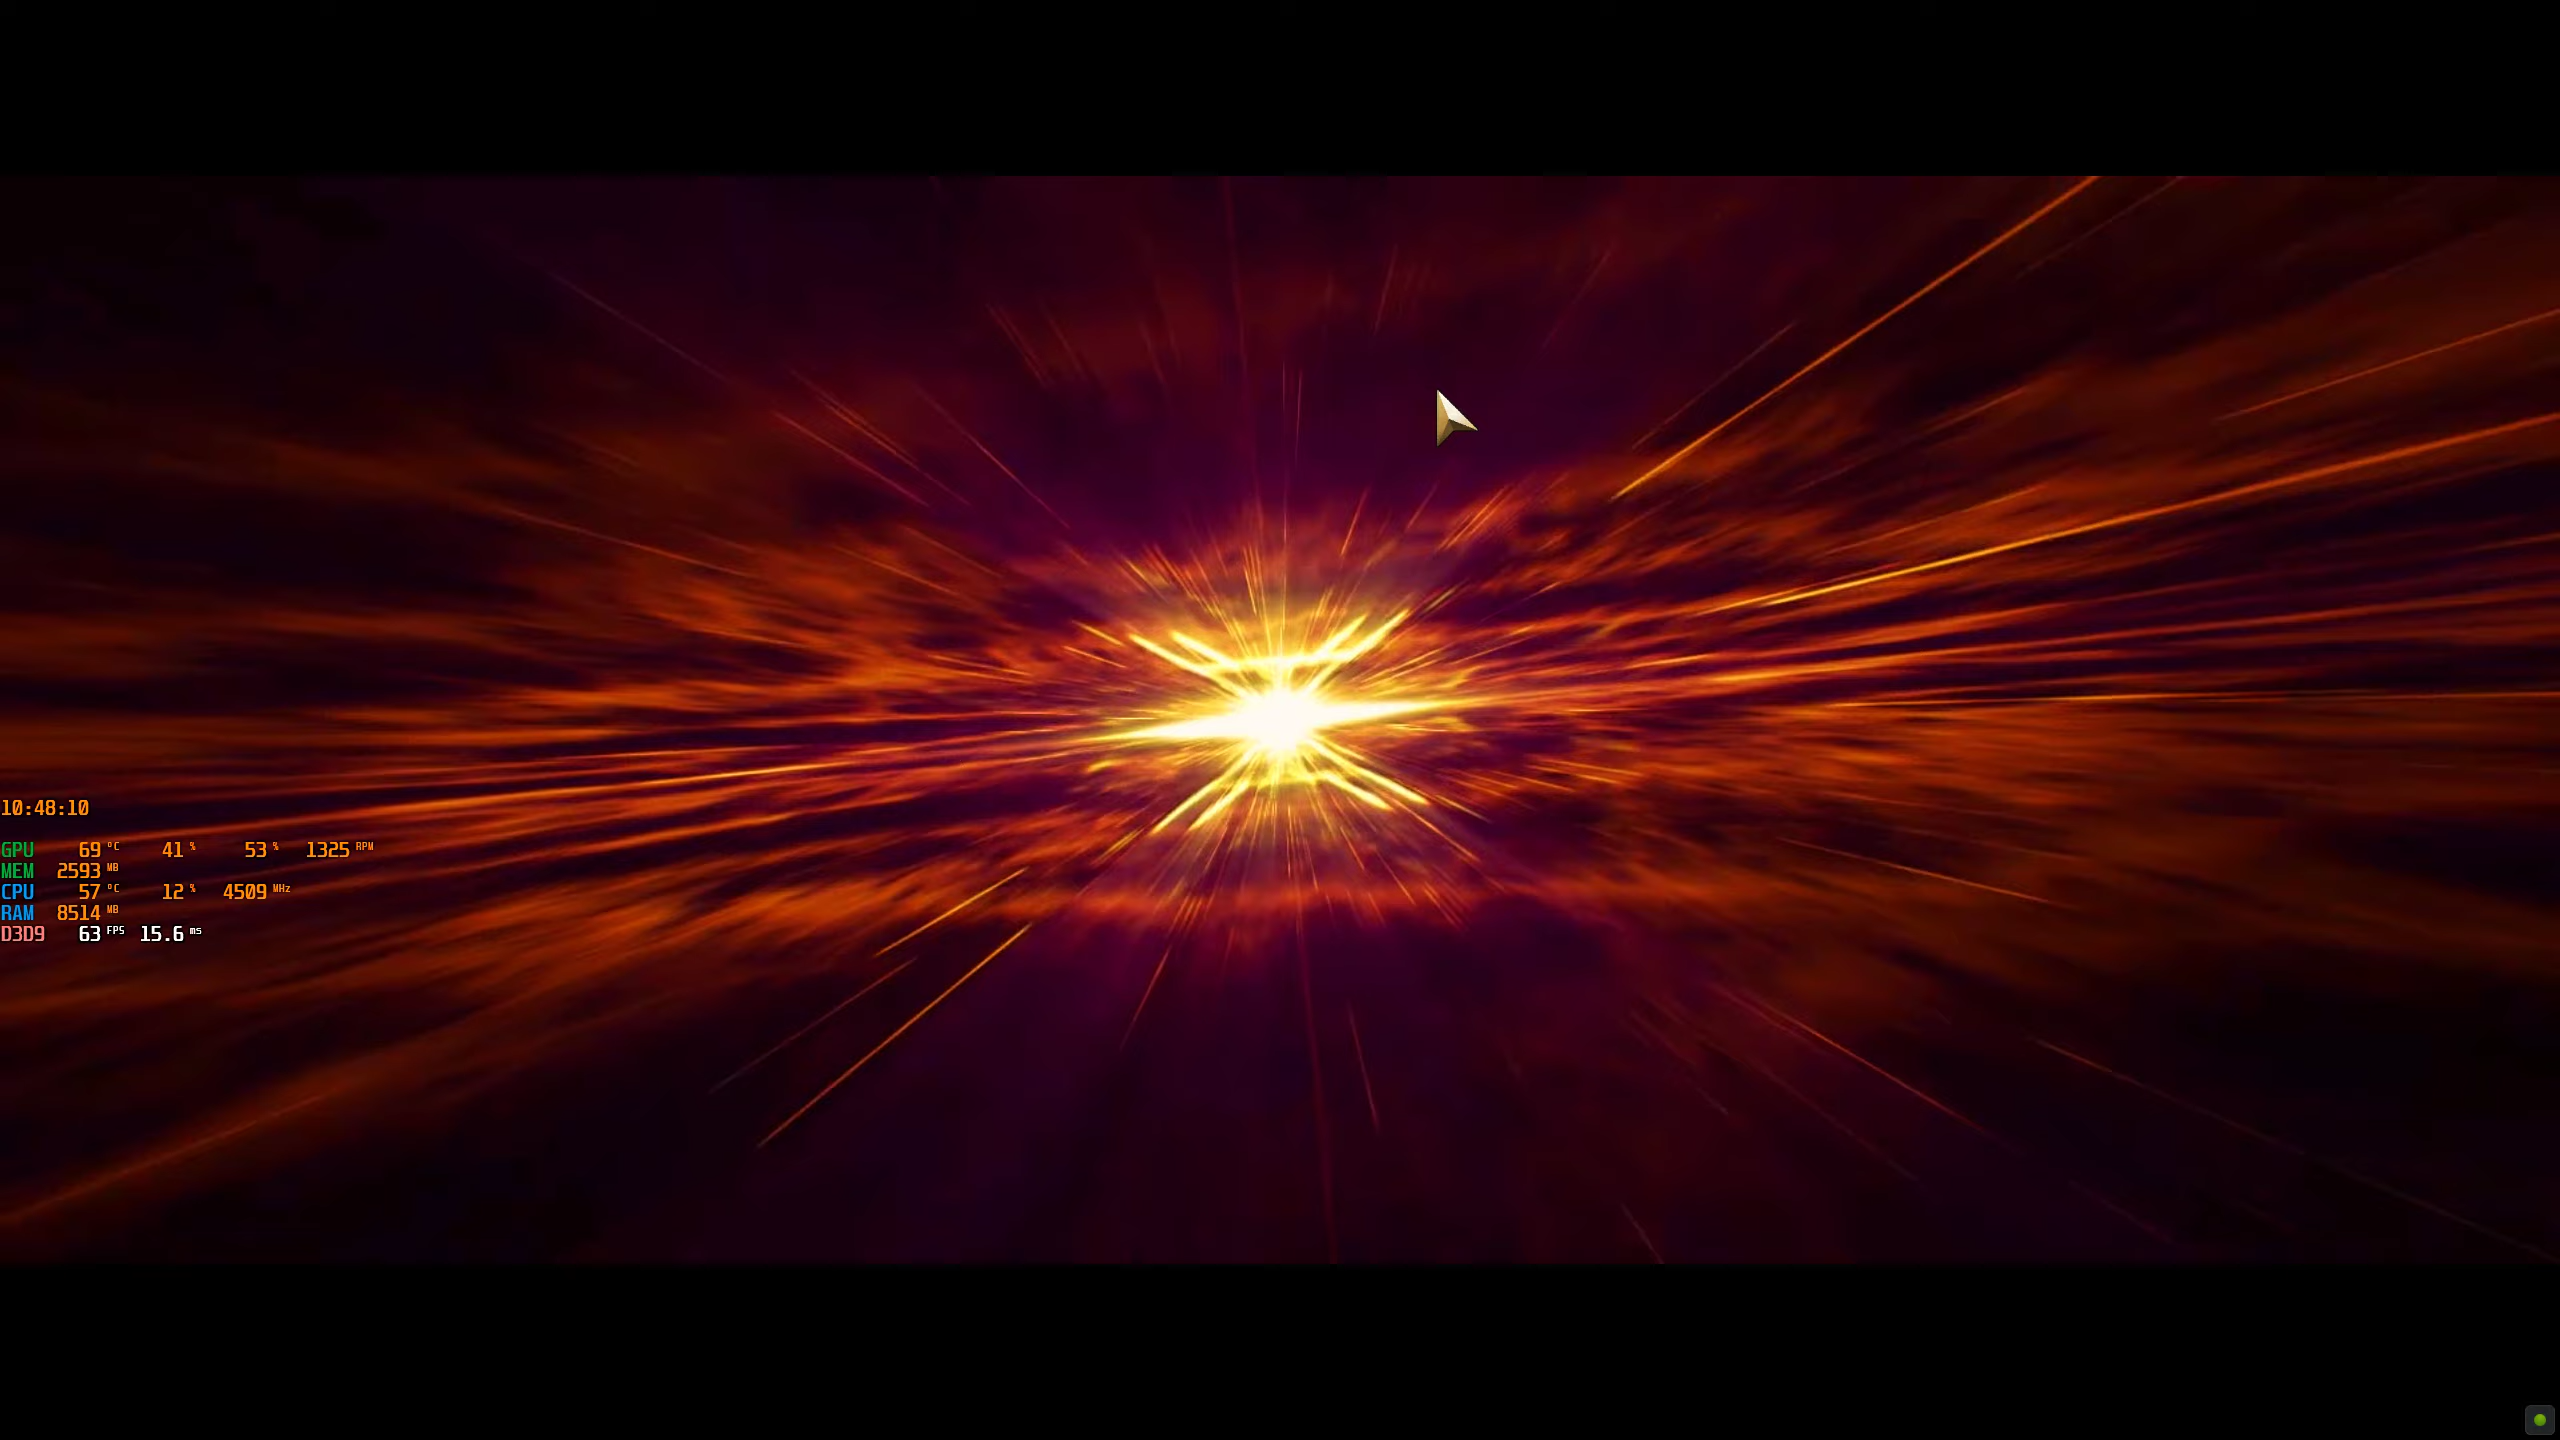 10:48:10
GPU 69 °C 41 % 53 % 1325 RPM
MEM 2593 MB
CPU 57 °C 12 % 4509 MHz
RAM 8514 MB
D3D9 63 FPS 15.6 ms